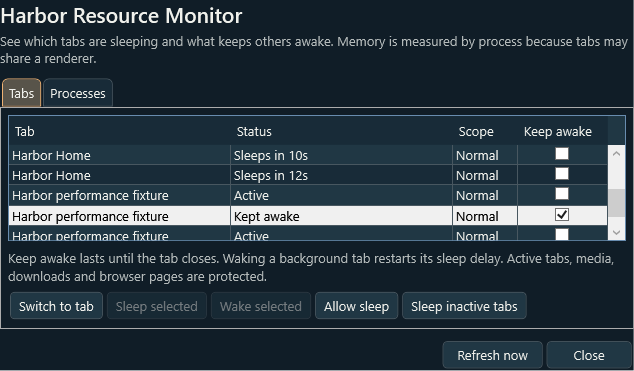 Harbor Resource Monitor
See which tabs are sleeping and what keeps others awake. Memory is measured by process because tabs may
share a renderer.
Tabs Processes
Tab Status Scope Keep awake
Harbor Home Sleeps in 10s Normal
Harbor Home Sleeps in 12s Normal
Harbor performance fixture Active Normal
Harbor performance fixture Kept awake Normal
Harbor performance fixture Active Normal
Keep awake lasts until the tab closes. Waking a background tab restarts its sleep delay. Active tabs, media,
downloads and browser pages are protected.
Switch to tab Sleep selected Wake selected Allow sleep Sleep inactive tabs
Refresh now Close